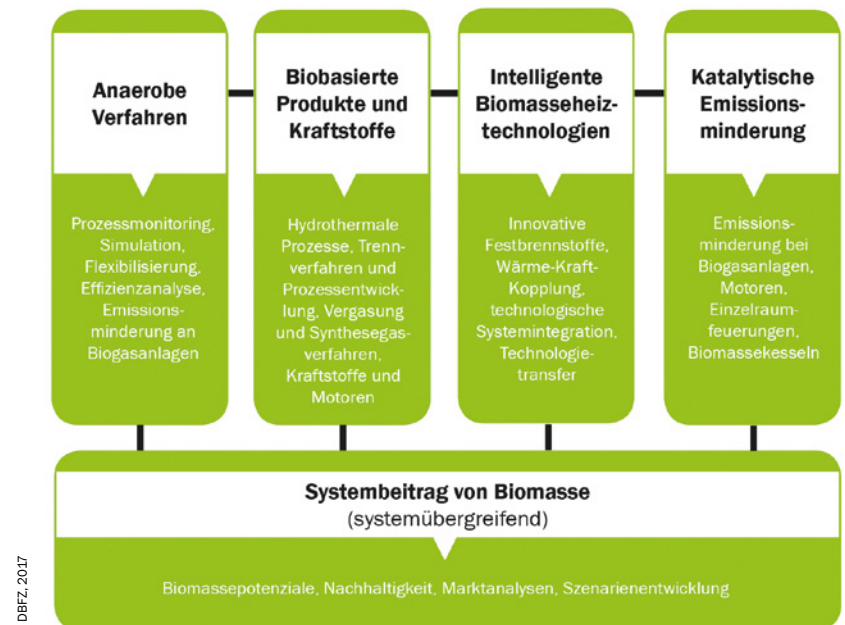 Anaerobe
Verfahren
Prozessmonitoring,
Simulation,
Flexibilisierung,
Effizienzanalyse,
Emissions-
minderung an
Biogasanlagen
Biobasierte
Produkte und
Kraftstoffe
Hydrothermale
Prozesse, Trenn-
verfahren und
Prozessentwick-
lung, Vergasung
und Synthesegas-
verfahren,
Kraftstoffe und
Motoren
Intelligente
Biomasseheiz-
technologien
Innovative
Festbrennstoffe,
Wärme-Kraft-
Kopplung,
technologische
Systemintegration,
Technologie-
transfer
Katalytische
Emissions-
minderung
Emissions-
minderung bei
Biogasanlagen,
Motoren,
Einzelraum-
feuerungen,
Biomassekesseln
Systembeitrag von Biomasse
(systemübergreifend)
Biomassepotenziale, Nachhaltigkeit, Marktanalysen, Szenarienentwicklung
DBFZ, 2017